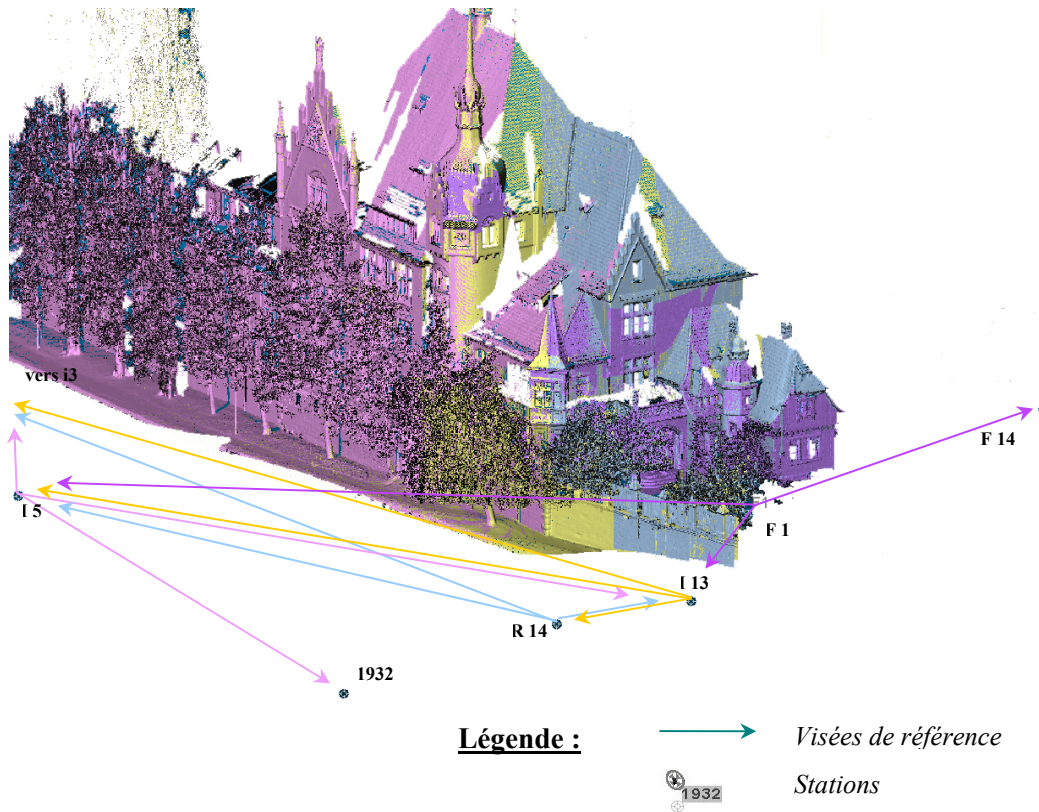 vers i3
F 14
I 5
F 1
I 13
R 14
1932
Légende :
Visées de référence
1932
Stations